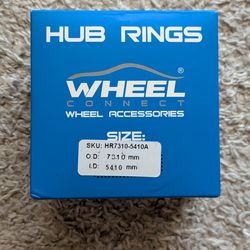 HUB RINGS
WHEEL®
CONNECT
WHEEL ACCESSORIES
SIZE:
SKU: HR7310-5410A
O.D: 7310 mm
I.D: 5410 mm